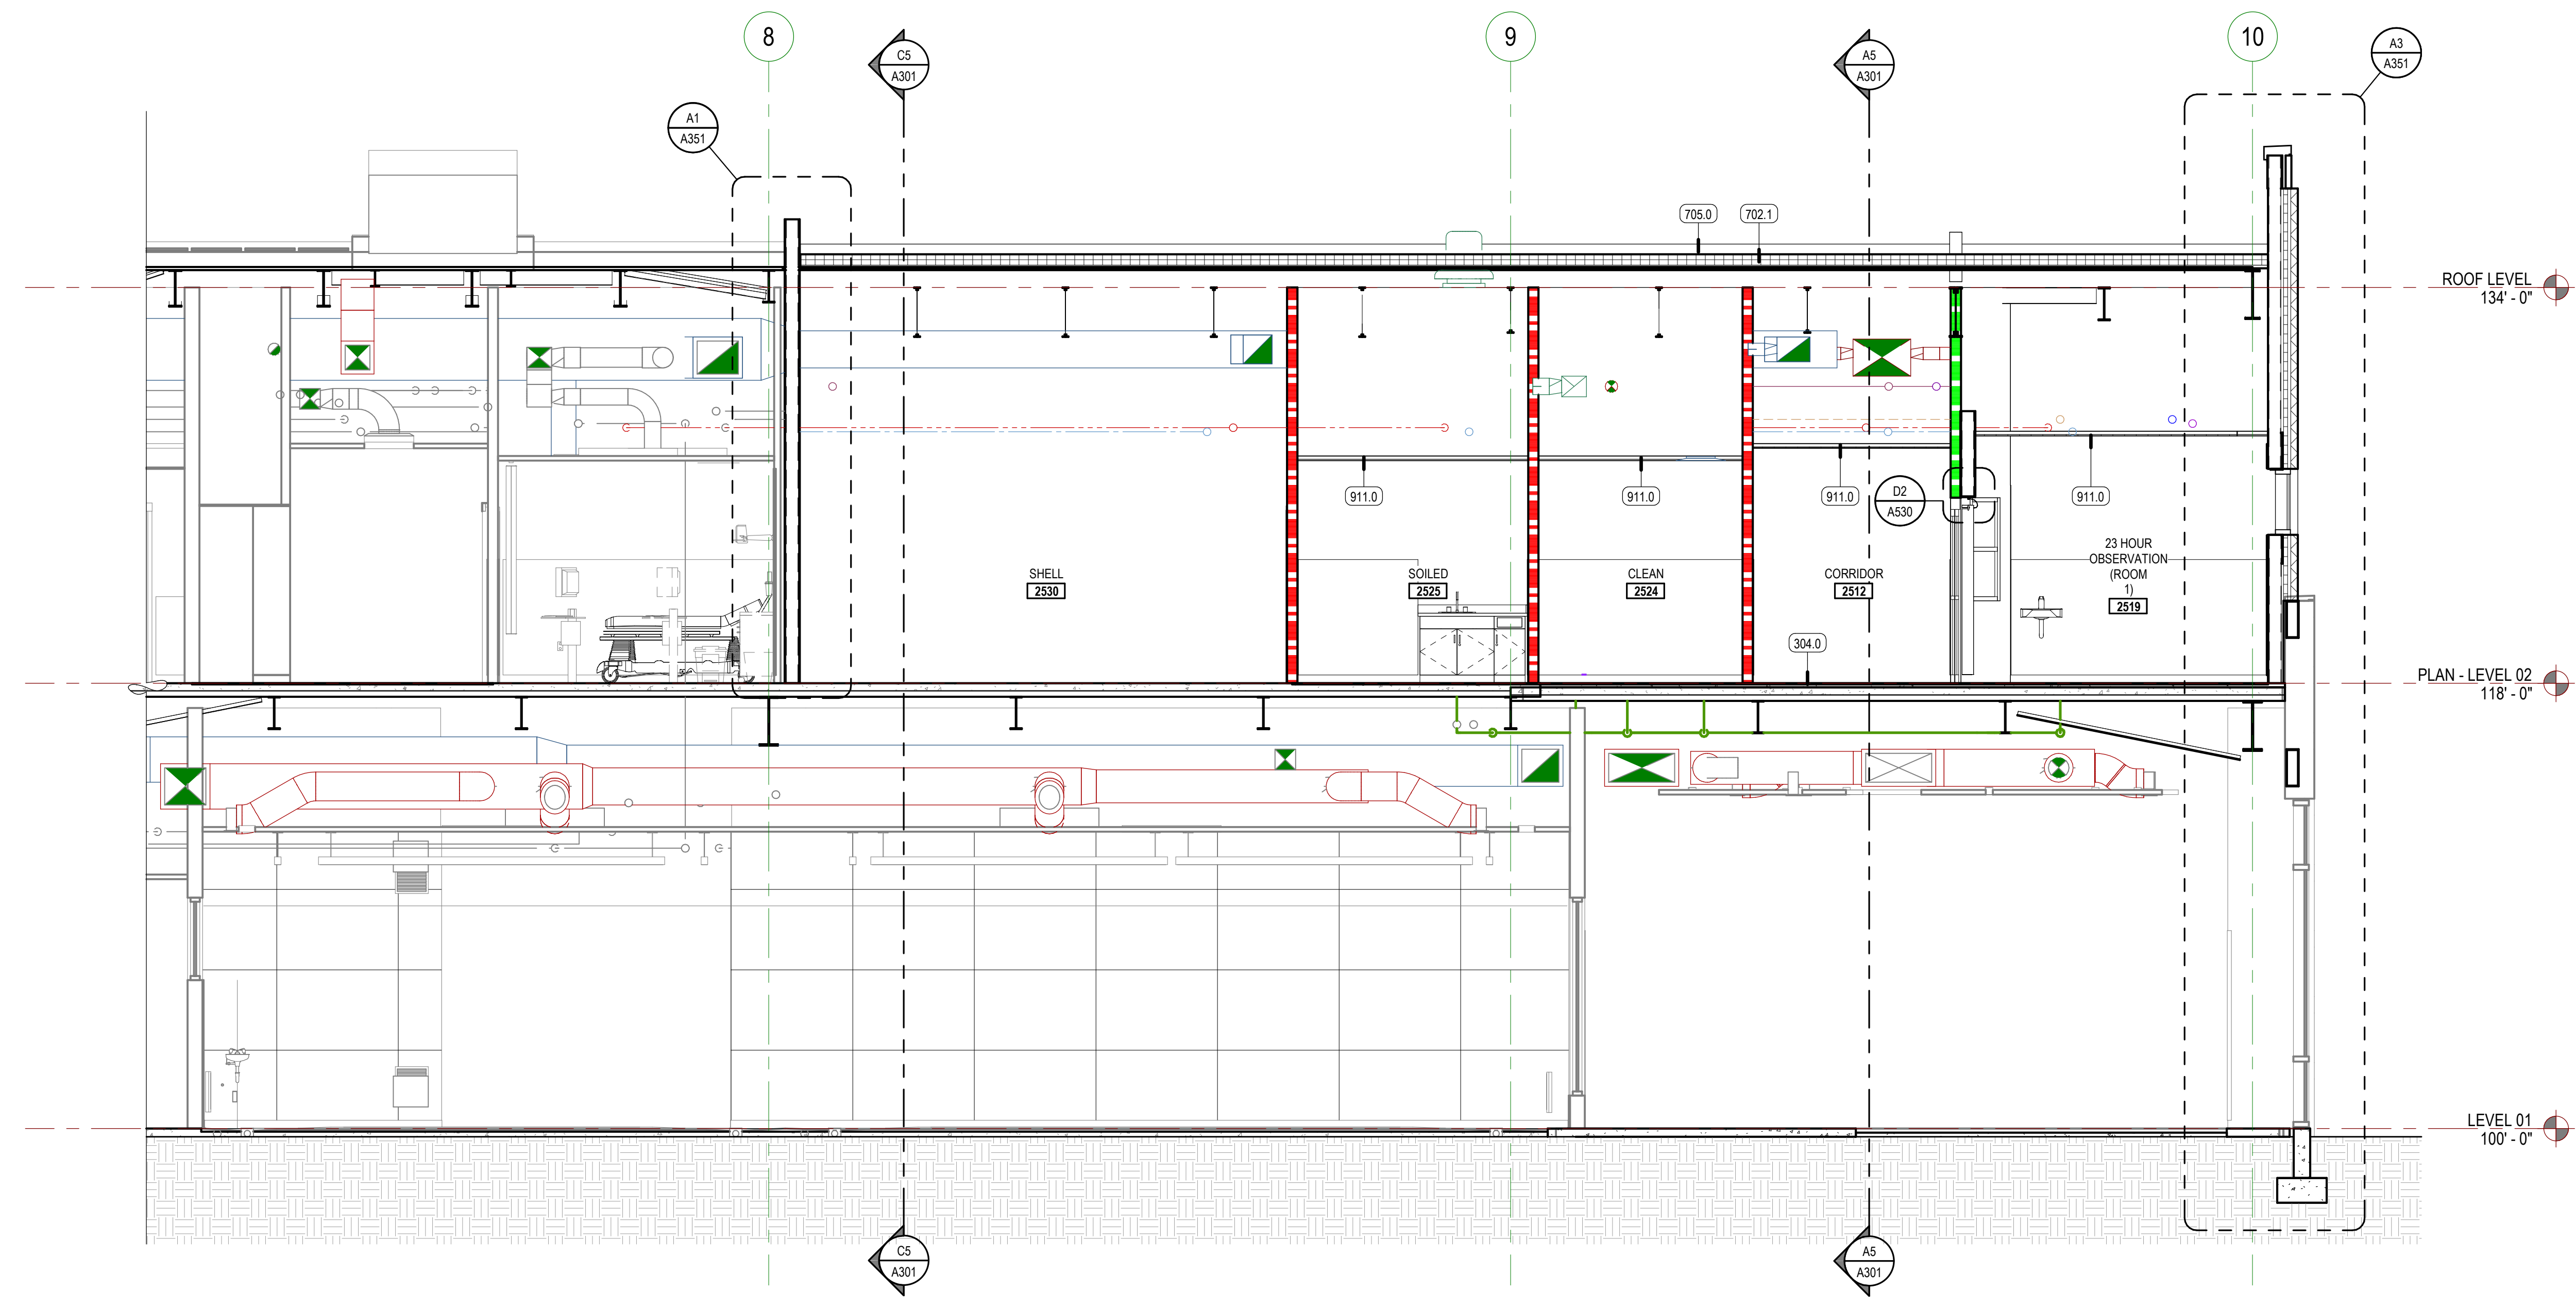 8
9
10
C5
A301
A5
A301
A3
A351
A1
A351
705.0
702.1
ROOF LEVEL
134' - 0"
911.0
911.0
911.0
911.0
D2
A530
SHELL
2530
SOILED
2525
CLEAN
2524
CORRIDOR
2512
23 HOUR
OBSERVATION
(ROOM
1)
2519
304.0
PLAN - LEVEL 02
118' - 0"
LEVEL 01
100' - 0"
C5
A301
A5
A301